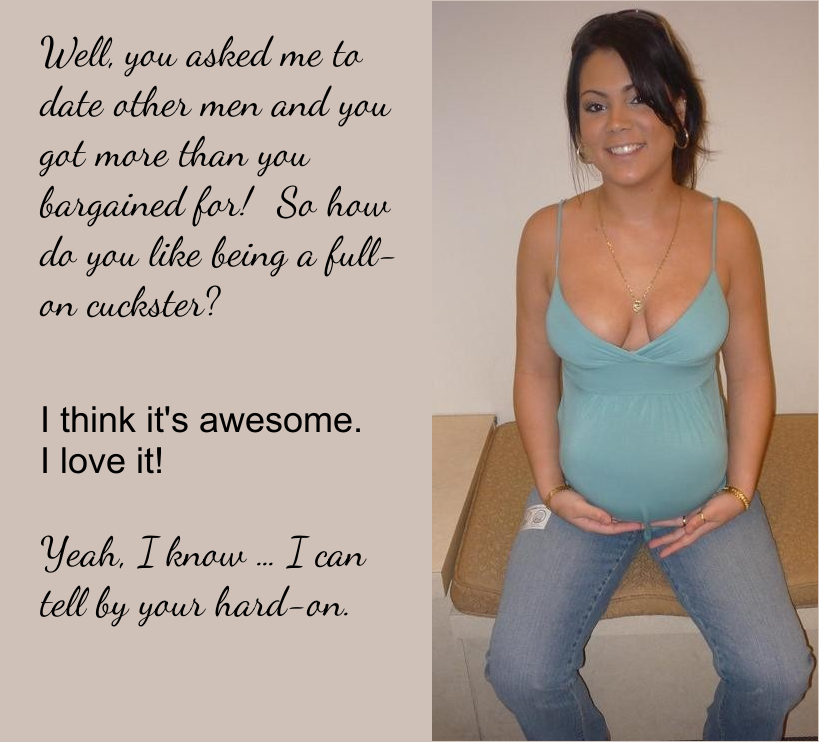 Well, you asked me to
date other men and you
got more than you
bargained for!  So how
do you like being a full-
on cuckster?
I think it's awesome.
I love it!
Yeah, I know ... I can
tell by your hard-on.